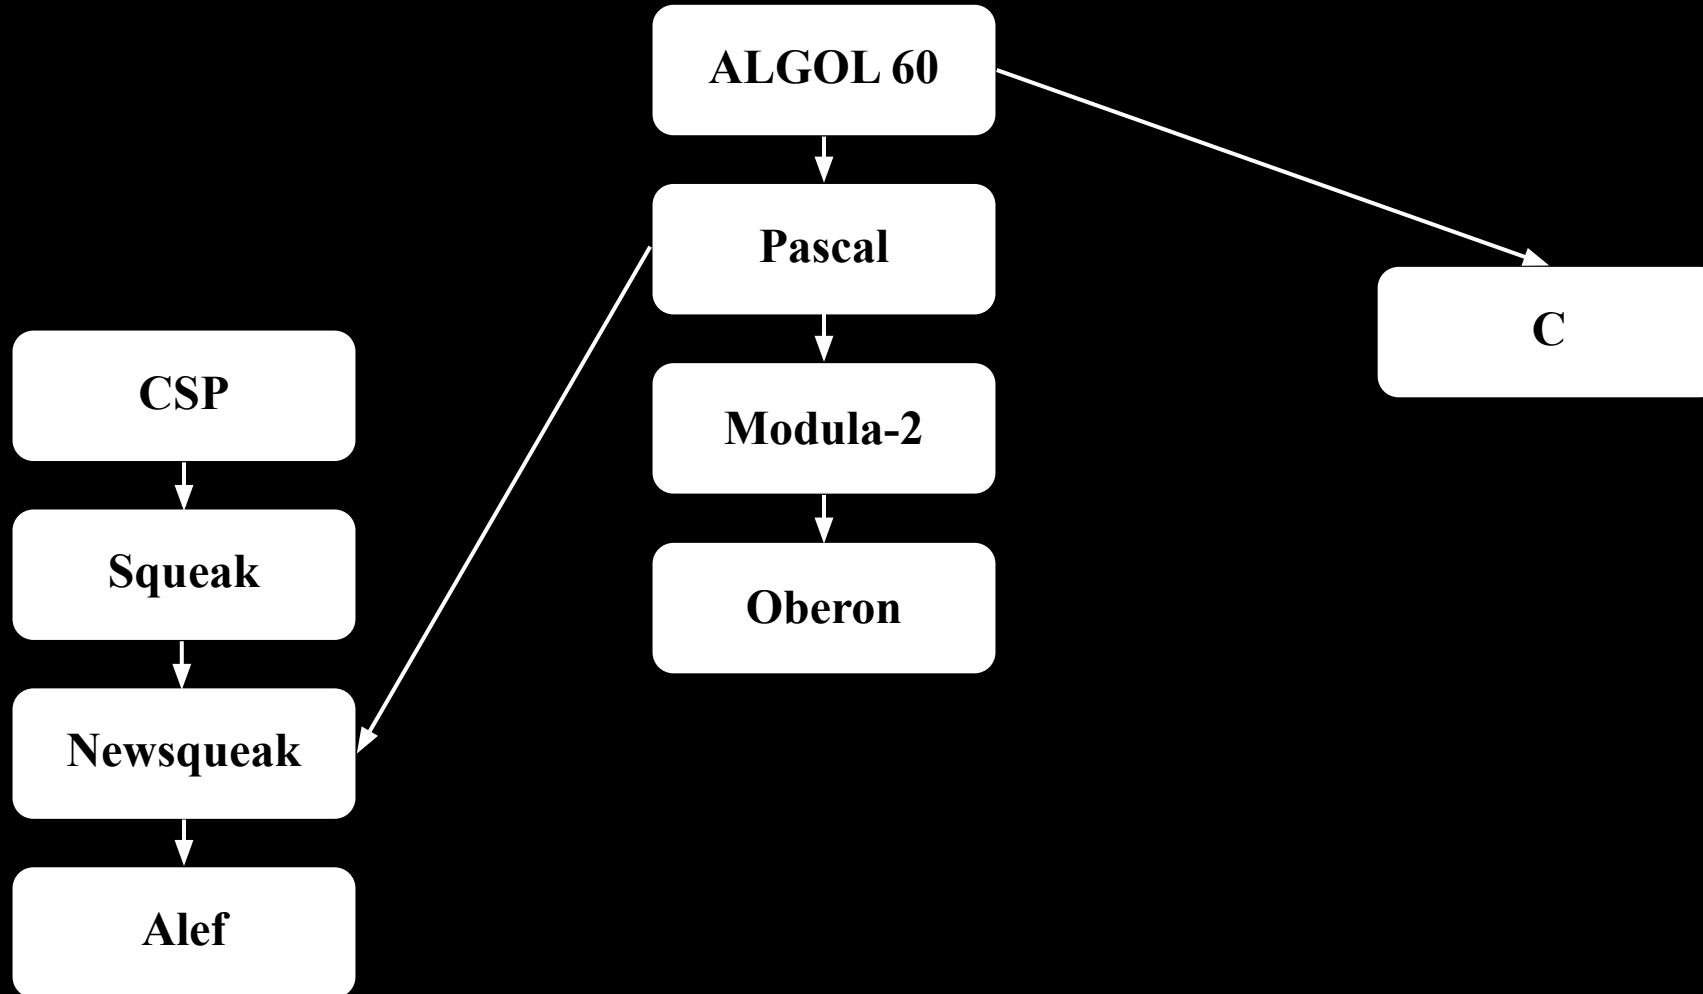 ALGOL 60
Pascal
C
CSP
Modula-2
Squeak
Oberon
Newsqueak
Alef